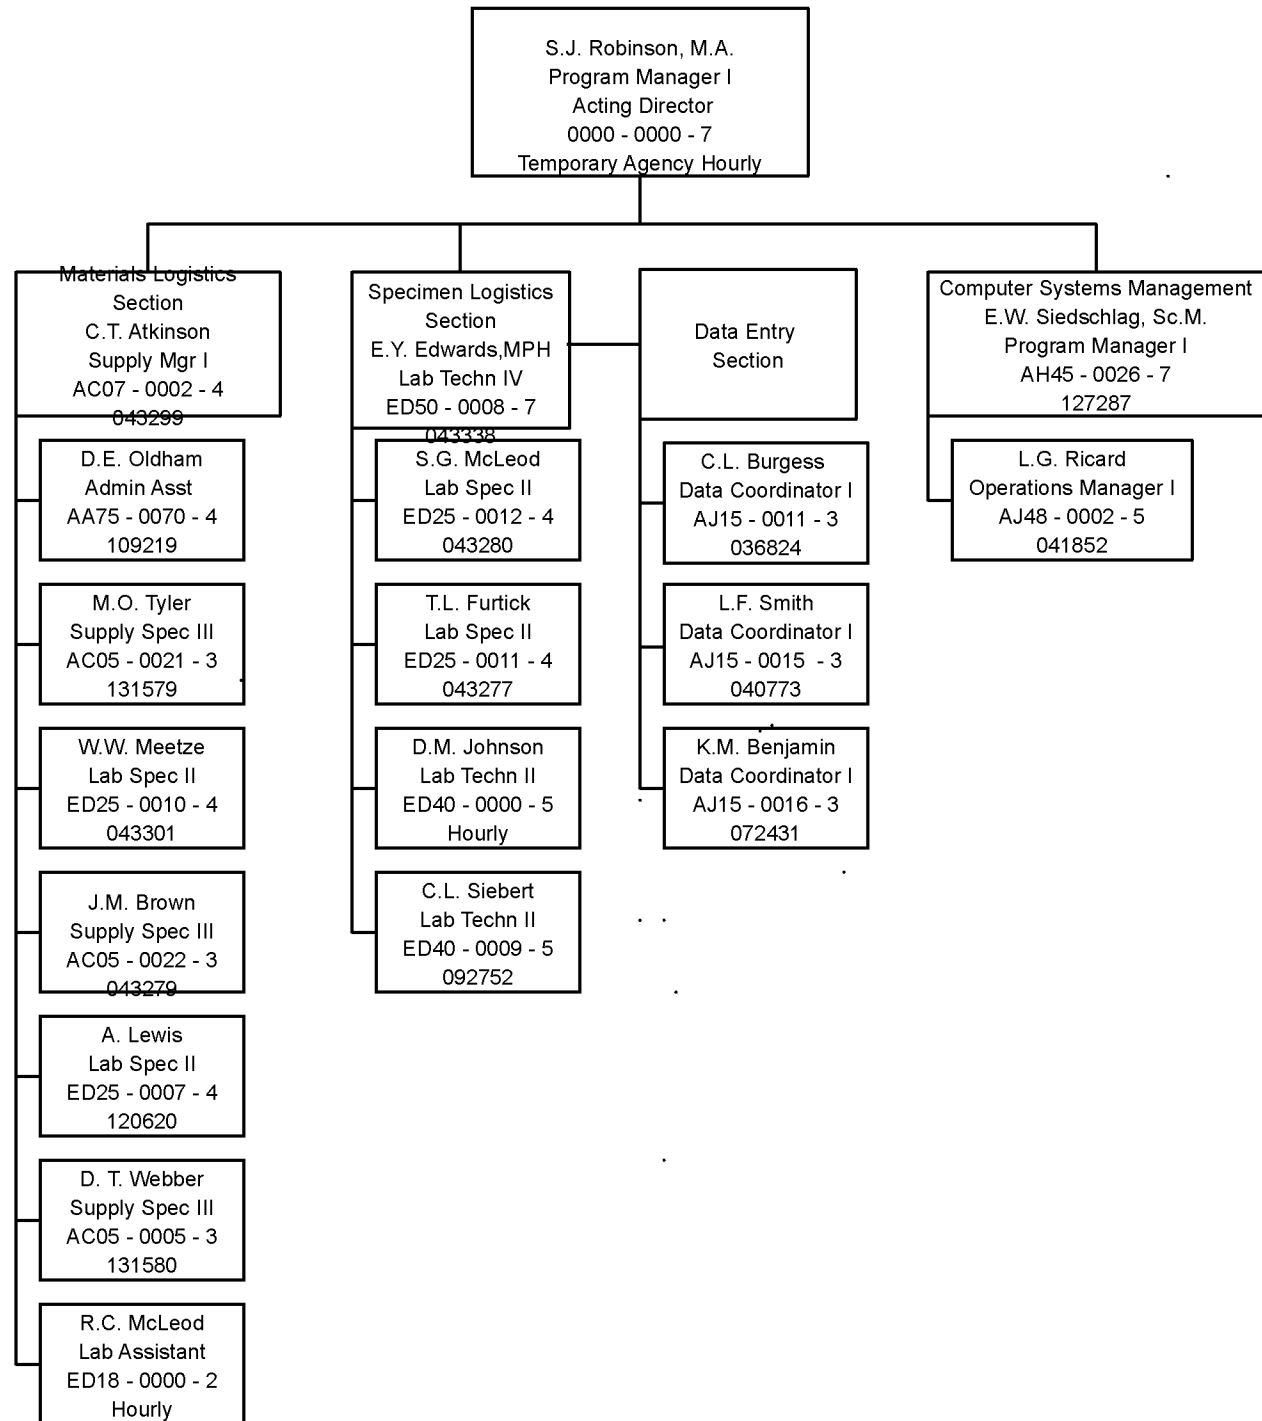 S.J. Robinson, M.A.
Program Manager I
Acting Director
0000 - 0000 - 7
Temporary Agency Hourly
Materials Logistics
Section
C.T. Atkinson
Supply Mgr I
AC07 - 0002 - 4
043299
D.E. Oldham
Admin Asst
AA75 - 0070 - 4
109219
M.O. Tyler
Supply Spec III
AC05 - 0021 - 3
131579
W.W. Meetze
Lab Spec II
ED25 - 0010 - 4
043301
J.M. Brown
Supply Spec III
AC05 - 0022 - 3
043279
A. Lewis
Lab Spec II
ED25 - 0007 - 4
120620
D. T. Webber
Supply Spec III
AC05 - 0005 - 3
131580
R.C. McLeod
Lab Assistant
ED18 - 0000 - 2
Hourly
Specimen Logistics
Section
E.Y. Edwards,MPH
Lab Techn IV
ED50 - 0008 - 7
043338
S.G. McLeod
Lab Spec II
ED25 - 0012 - 4
043280
T.L. Furtick
Lab Spec II
ED25 - 0011 - 4
043277
D.M. Johnson
Lab Techn II
ED40 - 0000 - 5
Hourly
C.L. Siebert
Lab Techn II
ED40 - 0009 - 5
092752
Data Entry
Section
C.L. Burgess
Data Coordinator I
AJ15 - 0011 - 3
036824
L.F. Smith
Data Coordinator I
AJ15 - 0015  - 3
040773
K.M. Benjamin
Data Coordinator I
AJ15 - 0016 - 3
072431
Computer Systems Management
E.W. Siedschlag, Sc.M.
Program Manager I
AH45 - 0026 - 7
127287
L.G. Ricard
Operations Manager I
AJ48 - 0002 - 5
041852